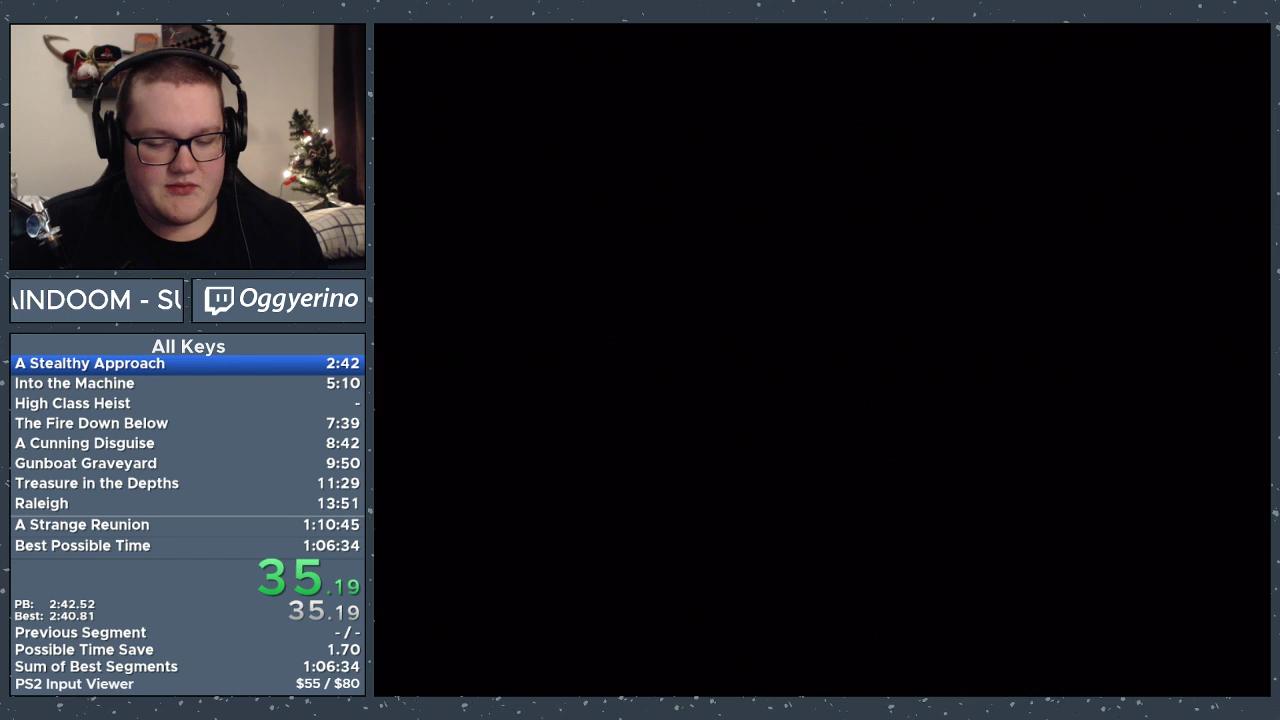 AINDOOM - SU
Oggyerino
All Keys
A Stealthy Approach 2:42
Into the Machine 5:10
High Class Heist -
The Fire Down Below 7:39
A Cunning Disguise 8:42
Gunboat Graveyard 9:50
Treasure in the Depths 11:29
Raleigh 13:51
A Strange Reunion 1:10:45
Best Possible Time 1:06:34
35.19
PB: 2:42.52
Best: 2:40.81
35.19
Previous Segment - / -
Possible Time Save 1.70
Sum of Best Segments 1:06:34
PS2 Input Viewer $55 / $80